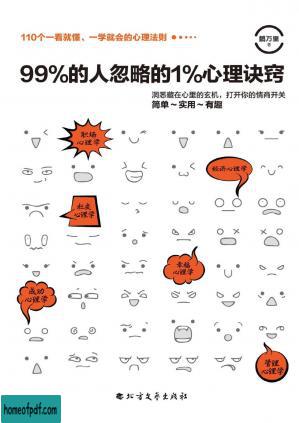 110个一看就懂、一学就会的心理法则
趙万里
著
99%的人忽略的1%心理诀窍
洞悉藏在心里的玄机，打开你的情商开关
简单～实用～有趣
职场
心理学
经济心理学
社交
心理学
幸福
心理学
成功
心理学
管理
心理学
北方文艺出版社
homeofpdf.com